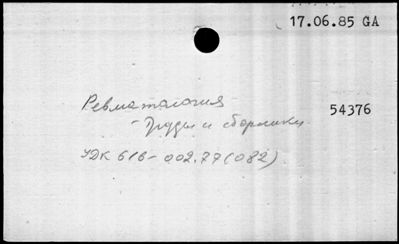 17.06.85 GA
Ревматология
54376
- Труды и сборники.
УДК 616-002.77(082)